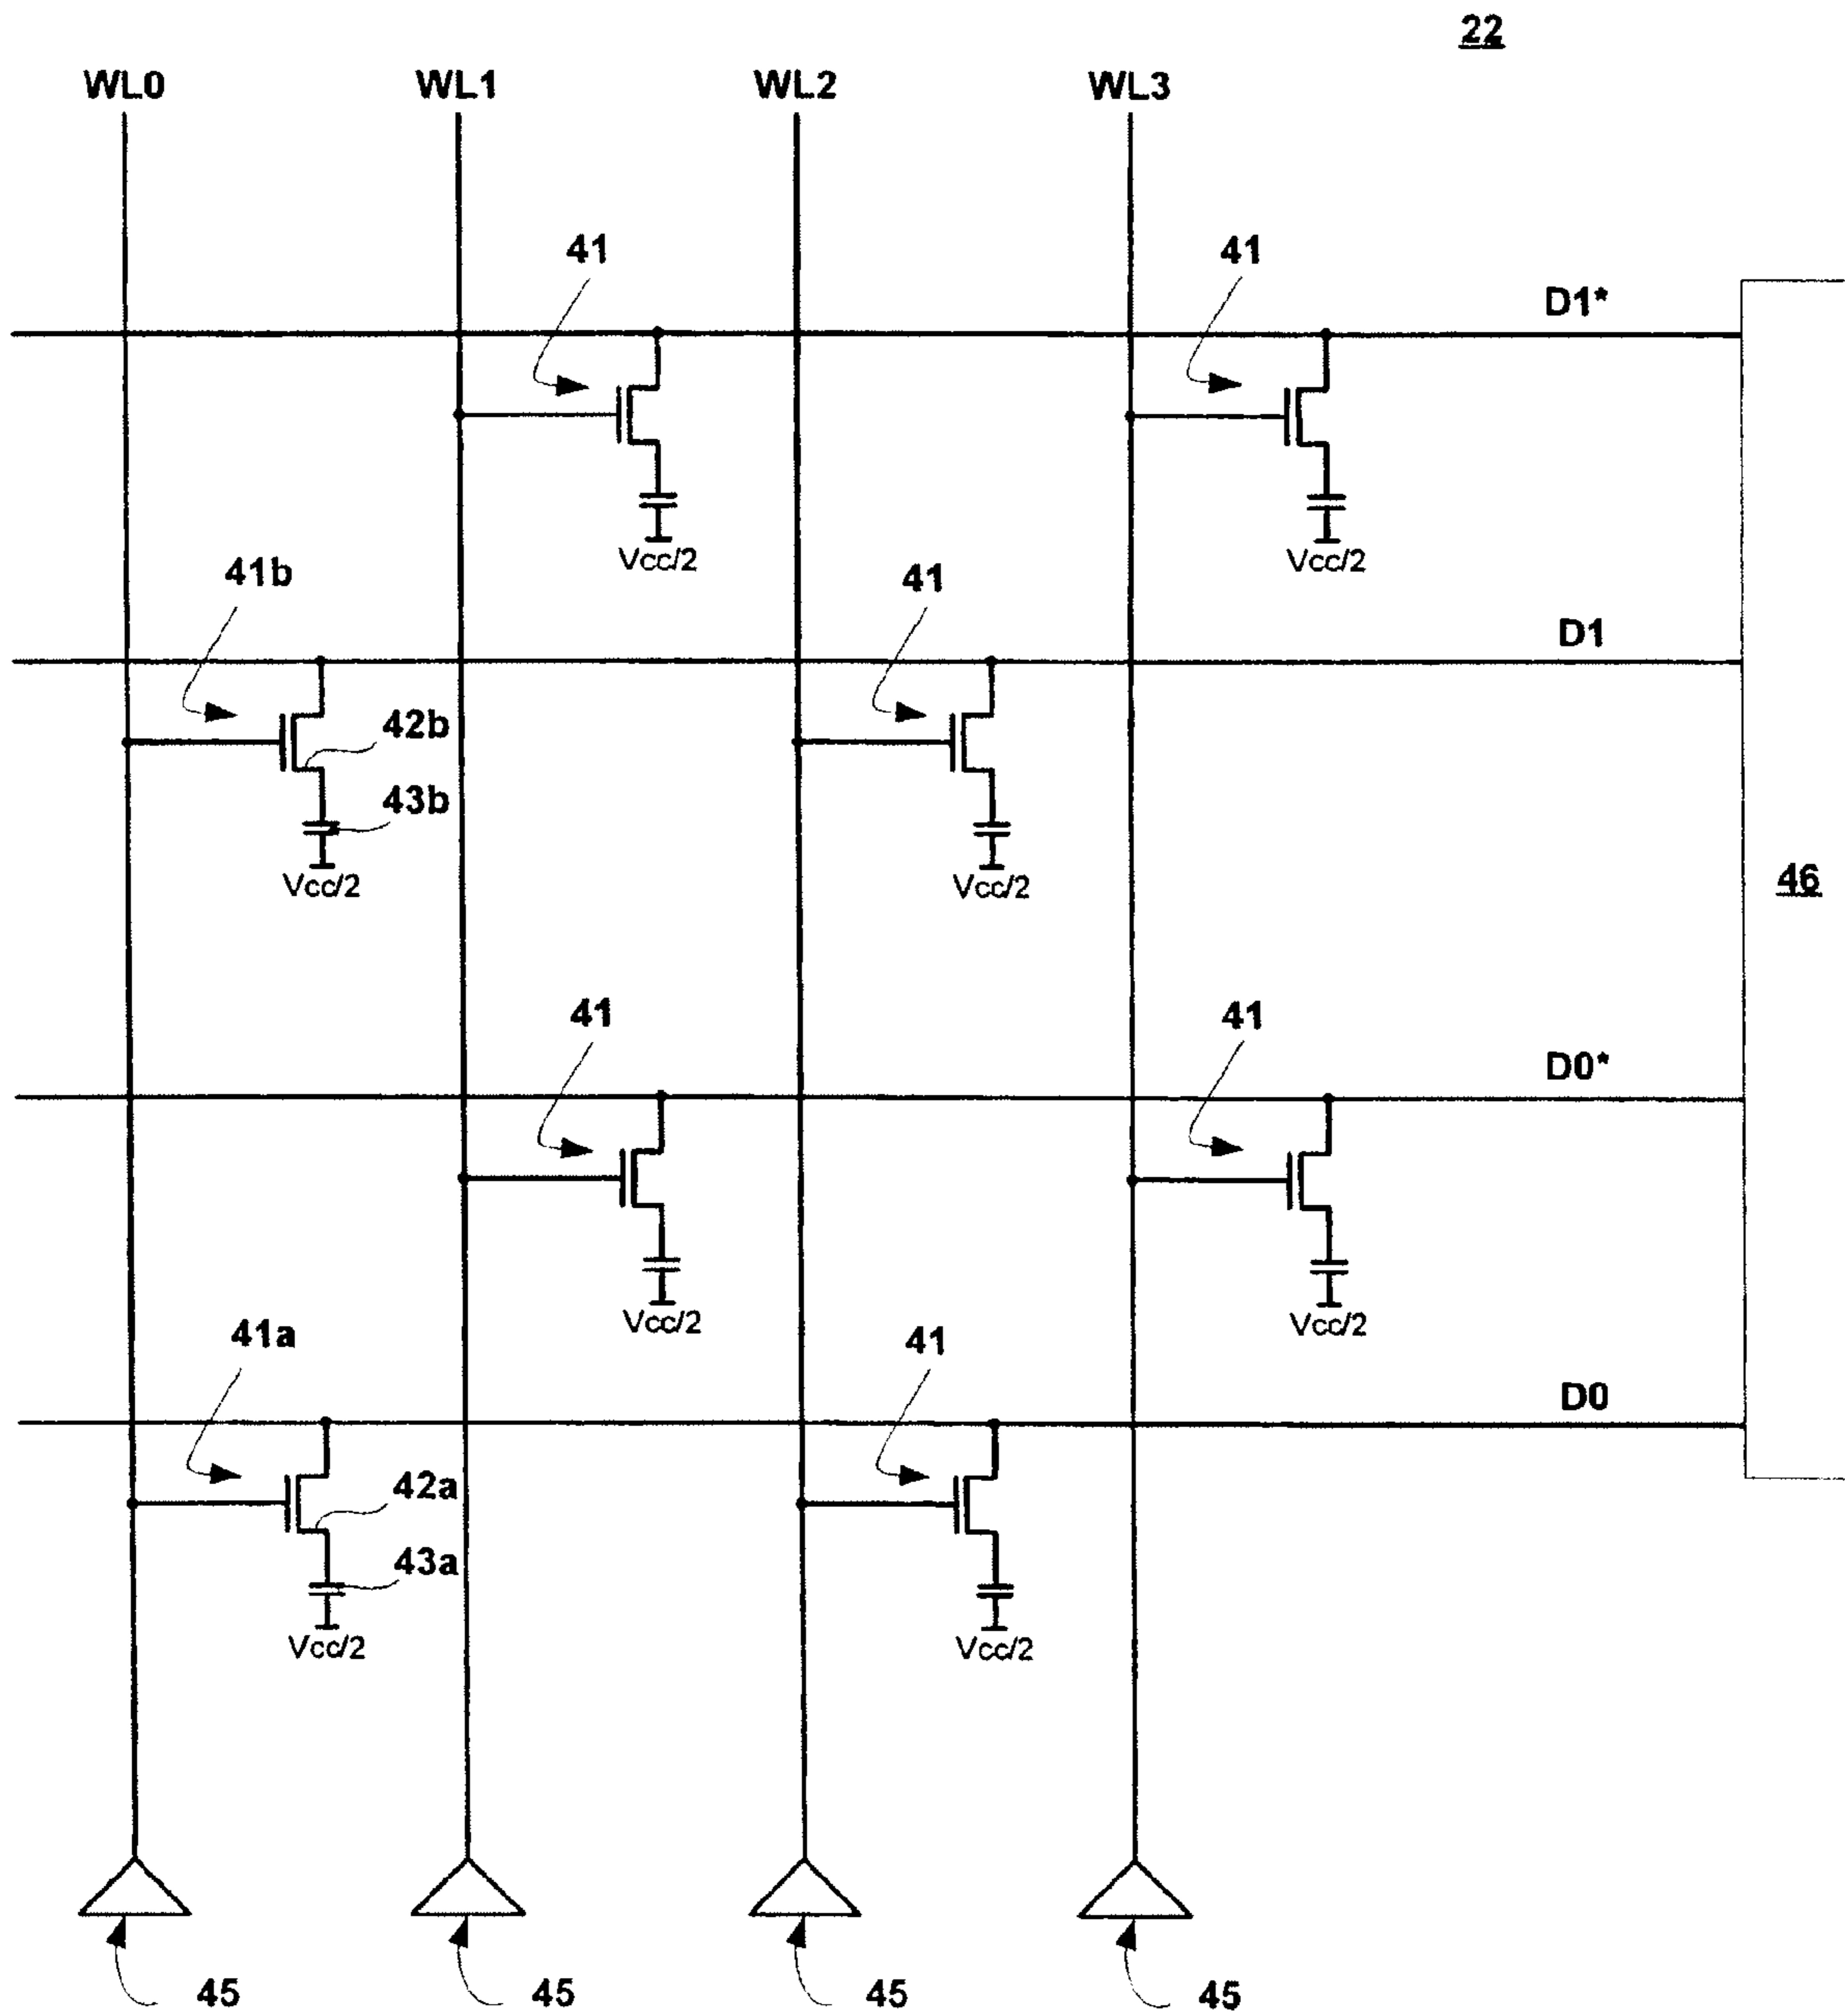 22
WL0 WL1 WL2 WL3
41 41
D1*
Vcc/2 Vcc/2
41b 41
D1
42b
43b
Vcc/2 Vcc/2
46
41 41
D0*
Vcc/2 Vcc/2
41a 41
D0
42a
43a
Vcc/2 Vcc/2
45 45 45 45